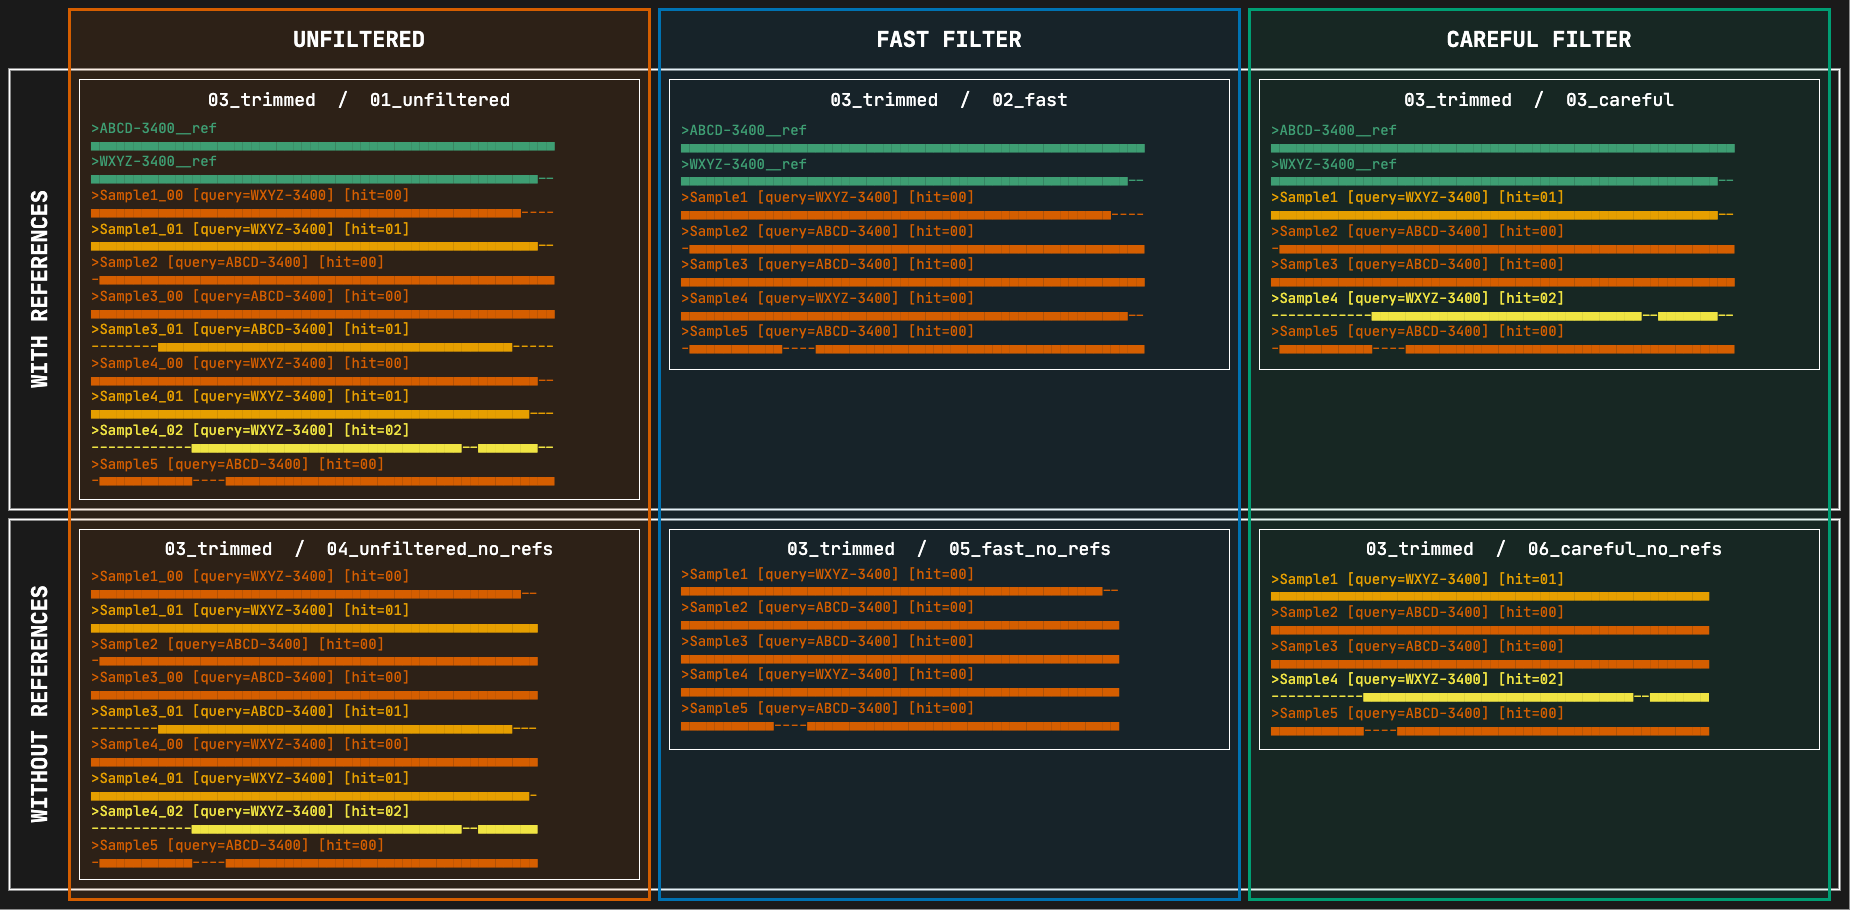 UNFILTERED
FAST FILTER
CAREFUL FILTER
WITH REFERENCES
03_trimmed / 01_unfiltered
>ABCD-3400__ref
>WXYZ-3400__ref
>Sample1_00 [query=WXYZ-3400] [hit=00]
>Sample1_01 [query=WXYZ-3400] [hit=01]
>Sample2 [query=ABCD-3400] [hit=00]
>Sample3_00 [query=ABCD-3400] [hit=00]
>Sample3_01 [query=ABCD-3400] [hit=01]
>Sample4_00 [query=WXYZ-3400] [hit=00]
>Sample4_01 [query=WXYZ-3400] [hit=01]
>Sample4_02 [query=WXYZ-3400] [hit=02]
>Sample5 [query=ABCD-3400] [hit=00]
03_trimmed / 02_fast
>ABCD-3400__ref
>WXYZ-3400__ref
>Sample1 [query=WXYZ-3400] [hit=00]
>Sample2 [query=ABCD-3400] [hit=00]
>Sample3 [query=ABCD-3400] [hit=00]
>Sample4 [query=WXYZ-3400] [hit=00]
>Sample5 [query=ABCD-3400] [hit=00]
03_trimmed / 03_careful
>ABCD-3400__ref
>WXYZ-3400__ref
>Sample1 [query=WXYZ-3400] [hit=01]
>Sample2 [query=ABCD-3400] [hit=00]
>Sample3 [query=ABCD-3400] [hit=00]
>Sample4 [query=WXYZ-3400] [hit=02]
>Sample5 [query=ABCD-3400] [hit=00]
WITHOUT REFERENCES
03_trimmed / 04_unfiltered_no_refs
>Sample1_00 [query=WXYZ-3400] [hit=00]
>Sample1_01 [query=WXYZ-3400] [hit=01]
>Sample2 [query=ABCD-3400] [hit=00]
>Sample3_00 [query=ABCD-3400] [hit=00]
>Sample3_01 [query=ABCD-3400] [hit=01]
>Sample4_00 [query=WXYZ-3400] [hit=00]
>Sample4_01 [query=WXYZ-3400] [hit=01]
>Sample4_02 [query=WXYZ-3400] [hit=02]
>Sample5 [query=ABCD-3400] [hit=00]
03_trimmed / 05_fast_no_refs
>Sample1 [query=WXYZ-3400] [hit=00]
>Sample2 [query=ABCD-3400] [hit=00]
>Sample3 [query=ABCD-3400] [hit=00]
>Sample4 [query=WXYZ-3400] [hit=00]
>Sample5 [query=ABCD-3400] [hit=00]
03_trimmed / 06_careful_no_refs
>Sample1 [query=WXYZ-3400] [hit=01]
>Sample2 [query=ABCD-3400] [hit=00]
>Sample3 [query=ABCD-3400] [hit=00]
>Sample4 [query=WXYZ-3400] [hit=02]
>Sample5 [query=ABCD-3400] [hit=00]